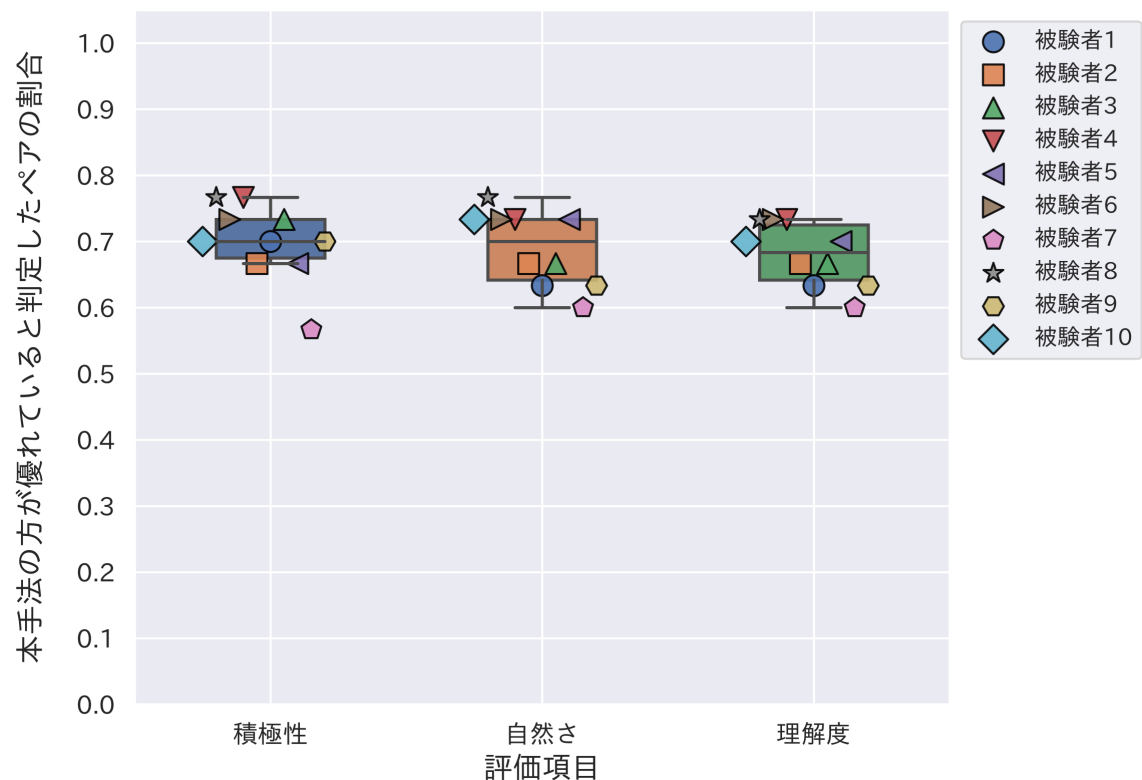 本手法の方が優れていると判定したペアの割合
1.0
0.9
0.8
0.7
0.6
0.5
0.4
0.3
0.2
0.1
0.0
積極性
自然さ
理解度
評価項目
被験者1
被験者2
被験者3
被験者4
被験者5
被験者6
被験者7
被験者8
被験者9
被験者10